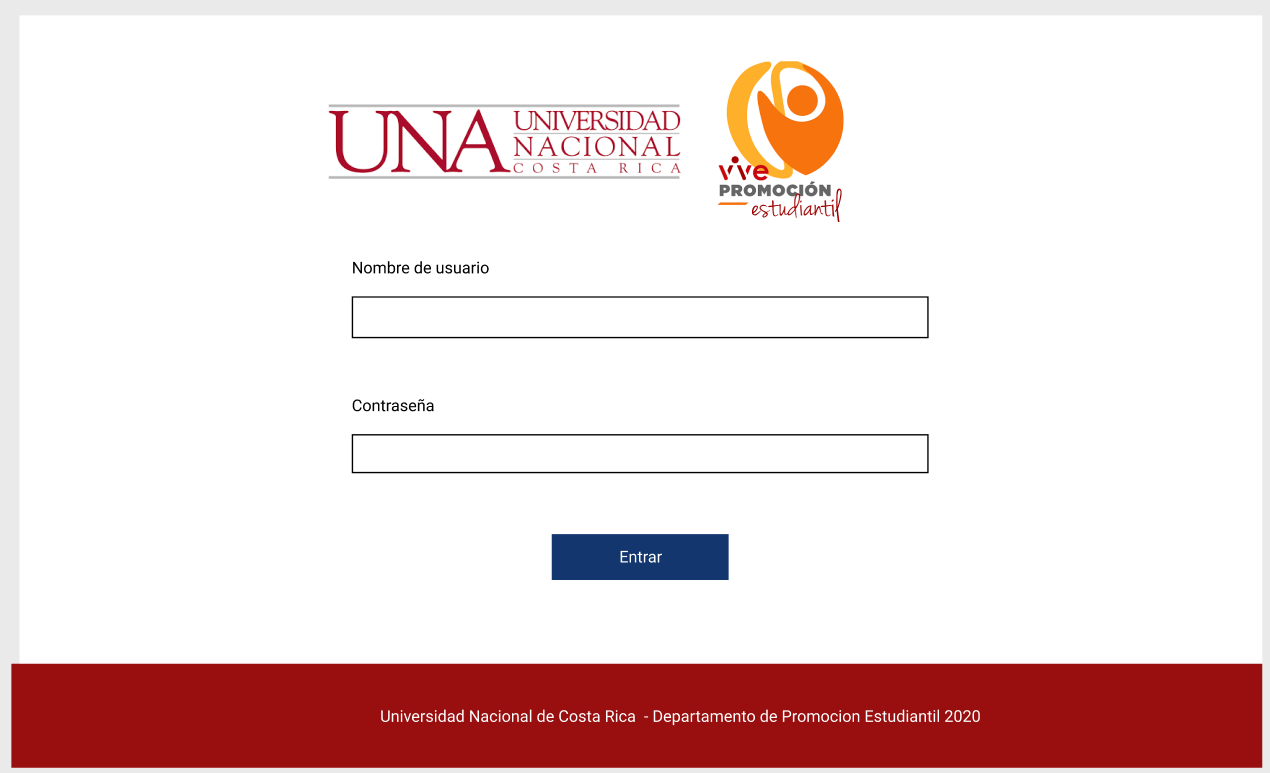 UNA UNIVERSIDAD
NACIONAL
COSTA RICA
vive
PROMOCIÓN
estudiantil
Nombre de usuario
Contraseña
Entrar
Universidad Nacional de Costa Rica - Departamento de Promocion Estudiantil 2020